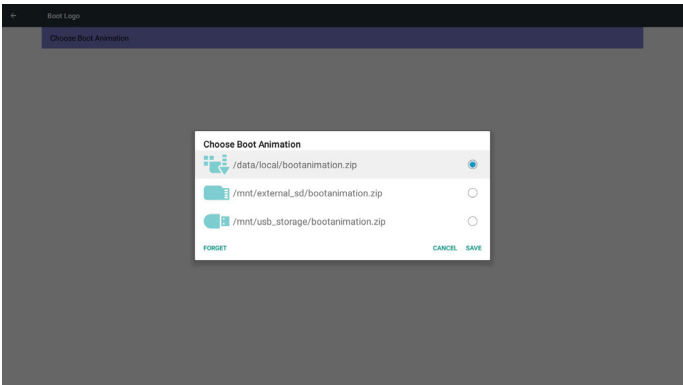 Boot Logo
Choose Boot Animation
Choose Boot Animation
/data/local/bootanimation.zip
/mnt/external_sd/bootanimation.zip
/mnt/usb_storage/bootanimation.zip
FORGET CANCEL SAVE